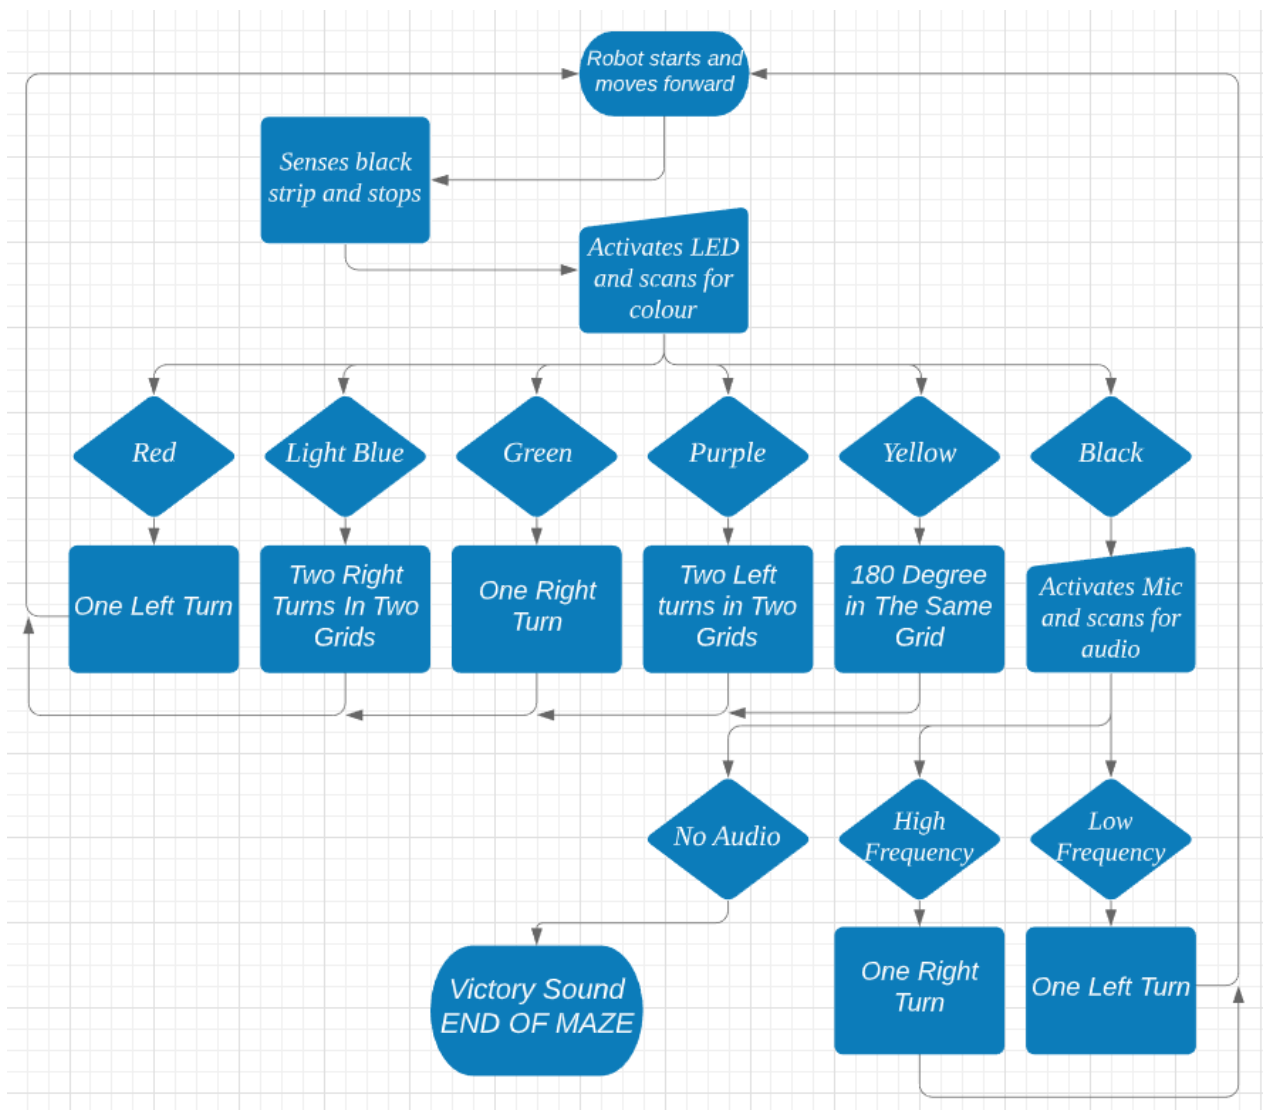 Robot starts and
moves forward
Senses black
strip and stops
Activates LED
and scans for
colour
Red
Light Blue
Green
Purple
Yellow
Black
One Left Turn
Two Right
Turns In Two
Grids
One Right
Turn
Two Left
turns in Two
Grids
180 Degree
in The Same
Grid
Activates Mic
and scans for
audio
No Audio
High
Frequency
Low
Frequency
Victory Sound
END OF MAZE
One Right
Turn
One Left Turn